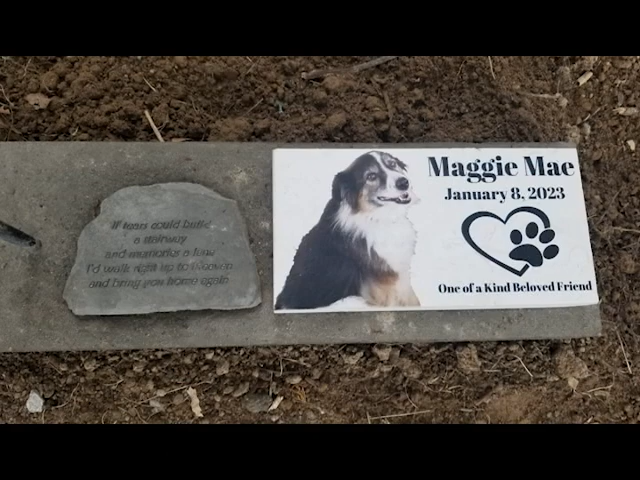 If tears could build
a stairway
and memories a lane
I'd walk right up to Heaven
and bring you home again
Maggie Mae
January 8, 2023
One of a Kind Beloved Friend